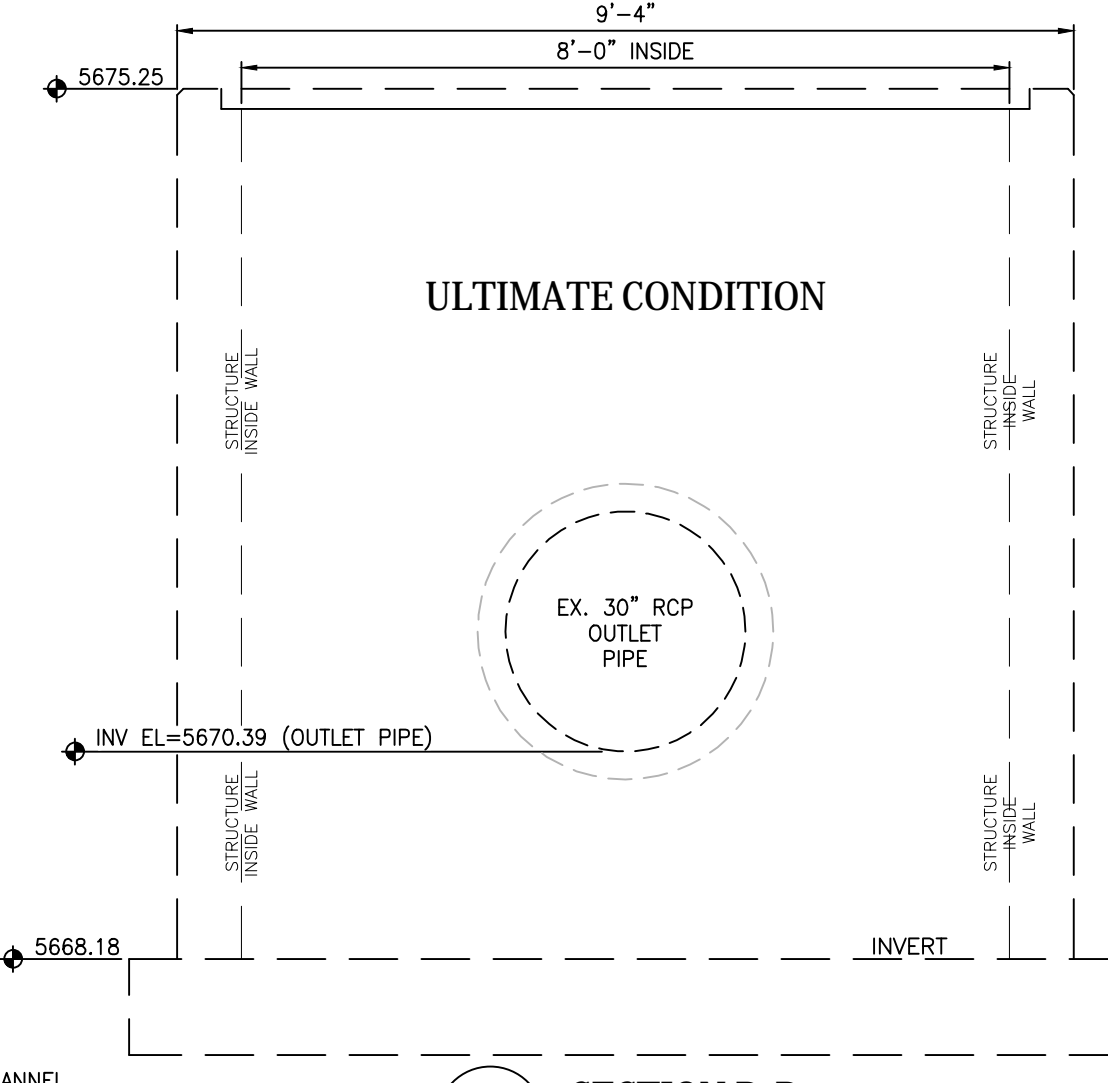 9'-4"
8'-0" INSIDE
5675.25
ULTIMATE CONDITION
STRUCTURE
INSIDE WALL
STRUCTURE
INSIDE
WALL
EX. 30" RCP
OUTLET
PIPE
INV EL=5670.39 (OUTLET PIPE)
STRUCTURE
INSIDE WALL
STRUCTURE
INSIDE
WALL
5668.18
INVERT
ANNEL